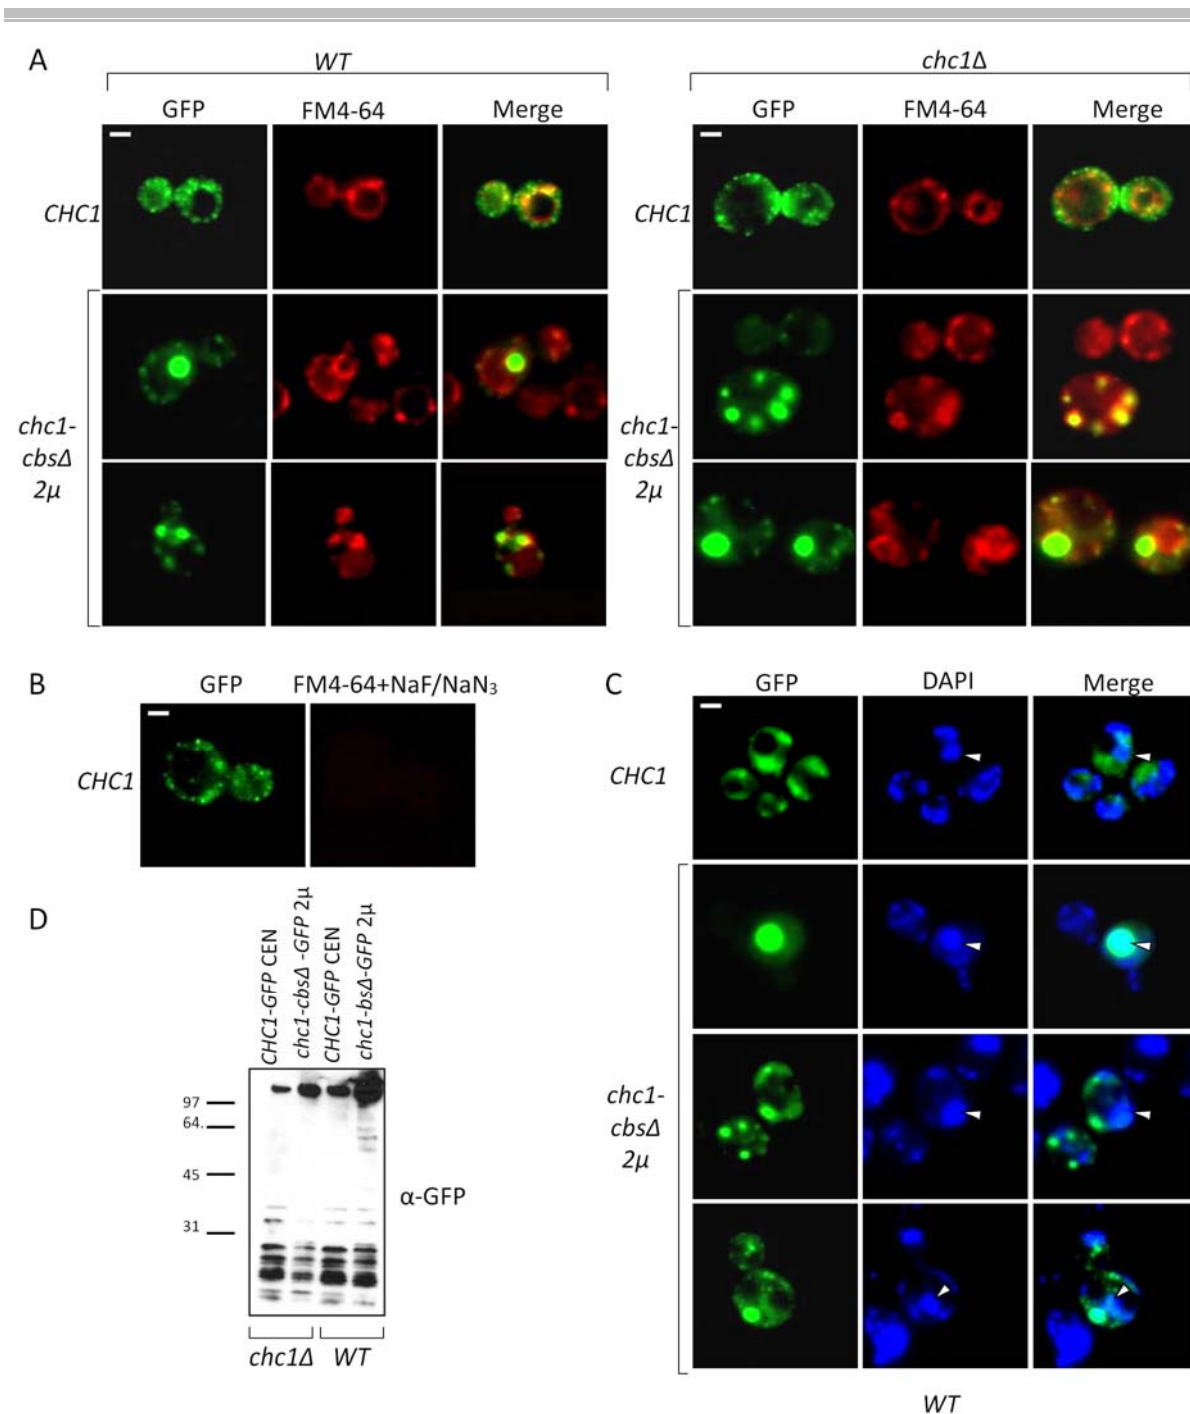 A
WT
chc1Δ
GFP FM4-64 Merge
GFP FM4-64 Merge
CHC1
CHC1
chc1-
cbsΔ
2μ
chc1-
cbsΔ
2μ
B
GFP FM4-64+NaF/NaN₃
CHC1
C
GFP DAPI Merge
CHC1
chc1-
cbsΔ
2μ
WT
D
CHC1-GFP CEN
chc1-cbsΔ -GFP 2μ
CHC1-GFP CEN
chc1-bsΔ-GFP 2μ
97
64.
45
31
α-GFP
chc1Δ WT